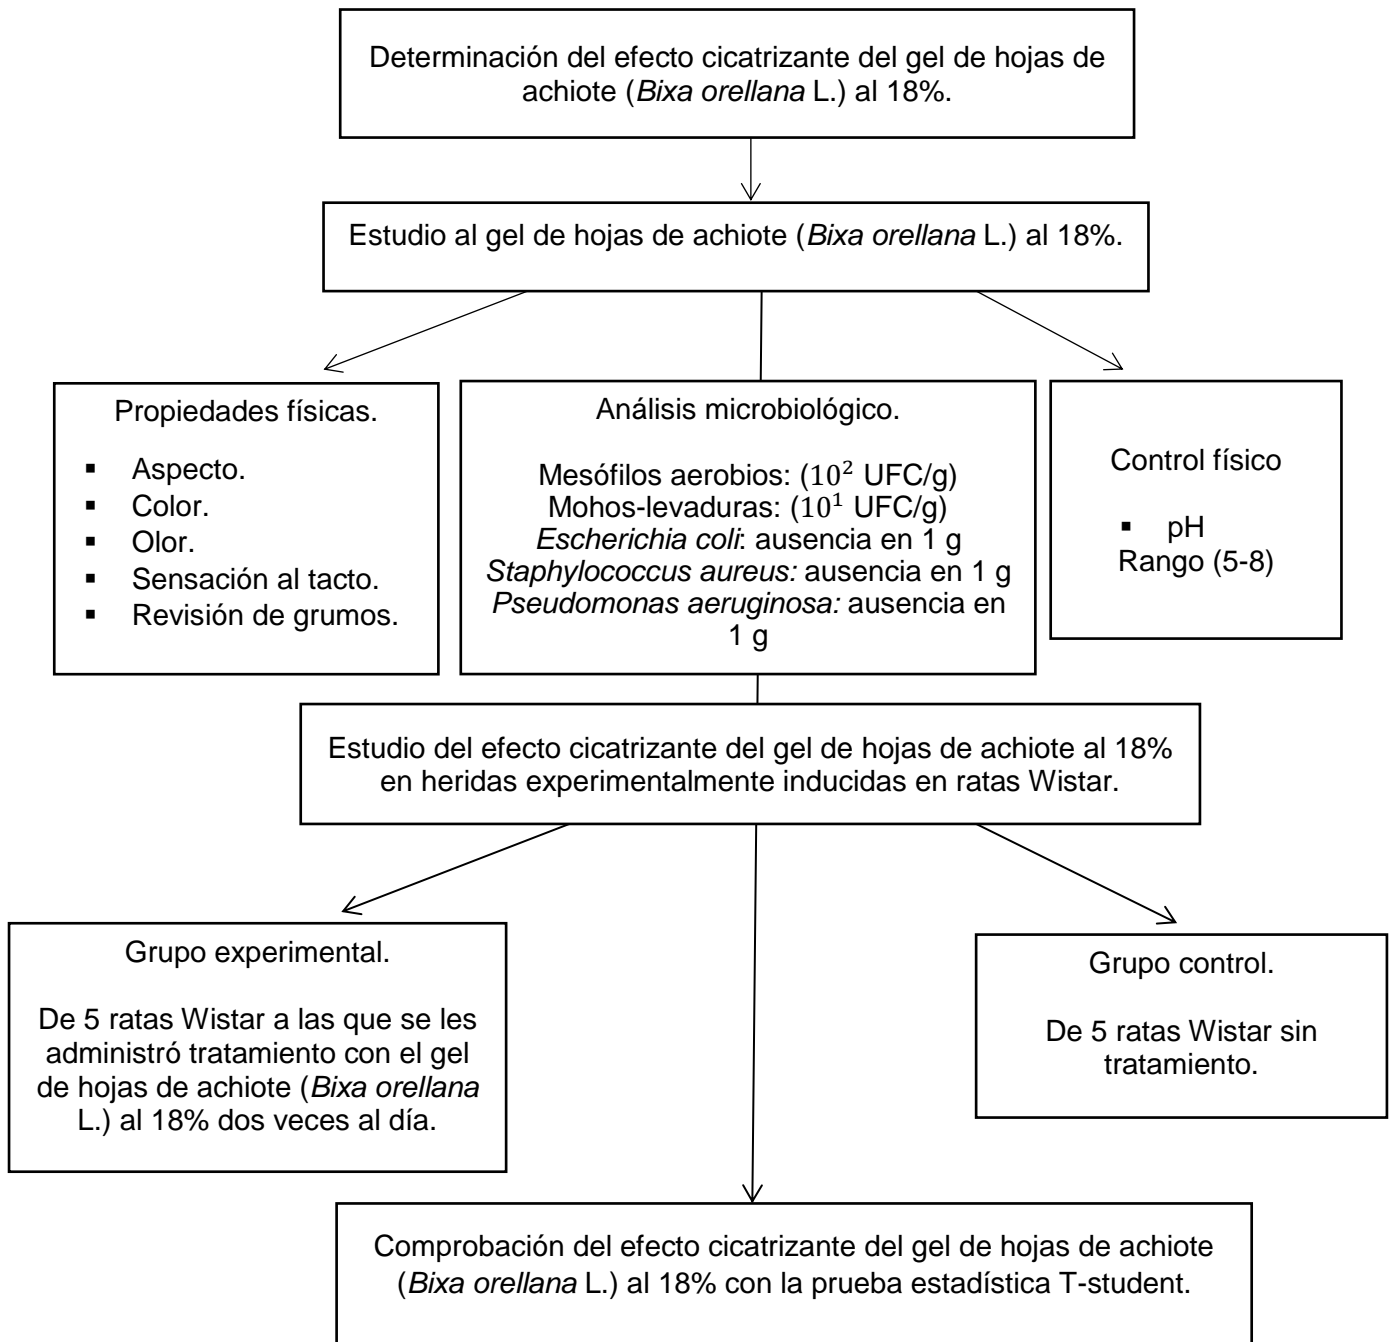 Determinación del efecto cicatrizante del gel de hojas de
achiote (Bixa orellana L.) al 18%.
Estudio al gel de hojas de achiote (Bixa orellana L.) al 18%.
Propiedades físicas.
▪ Aspecto.
▪ Color.
▪ Olor.
▪ Sensación al tacto.
▪ Revisión de grumos.
Análisis microbiológico.
Mesófilos aerobios: (10² UFC/g)
Mohos-levaduras: (10¹ UFC/g)
Escherichia coli: ausencia en 1 g
Staphylococcus aureus: ausencia en 1 g
Pseudomonas aeruginosa: ausencia en
1 g
Control físico
▪ pH
Rango (5-8)
Estudio del efecto cicatrizante del gel de hojas de achiote al 18%
en heridas experimentalmente inducidas en ratas Wistar.
Grupo experimental.
De 5 ratas Wistar a las que se les
administró tratamiento con el gel
de hojas de achiote (Bixa orellana
L.) al 18% dos veces al día.
Grupo control.
De 5 ratas Wistar sin
tratamiento.
Comprobación del efecto cicatrizante del gel de hojas de achiote
(Bixa orellana L.) al 18% con la prueba estadística T-student.